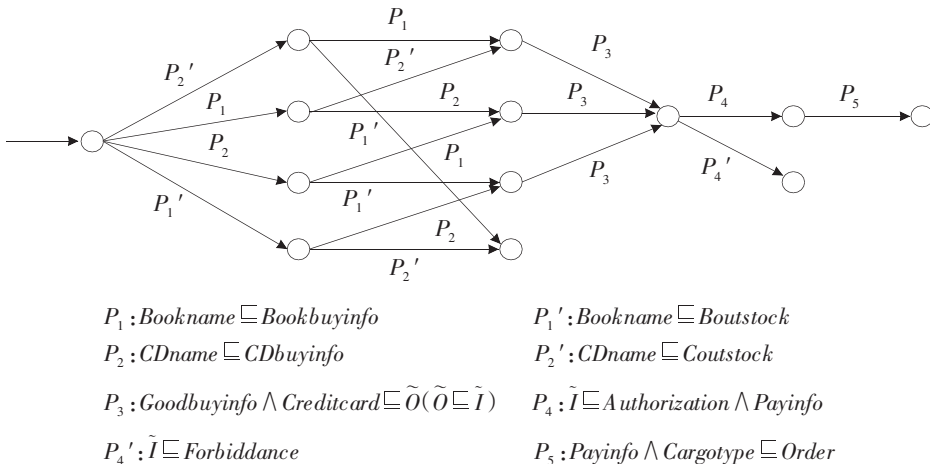 P₁
P₃
P₂′
P₂′
P₁
P₂
P₃
P₄
P₅
P₂
P₁′
P₁
P₁′
P₁′
P₃
P₄′
P₂
P₂′
P₁:Bookname⊑Bookbuyinfo
P₁′:Bookname⊑Boutstock
P₂:CDname⊑CDbuyinfo
P₂′:CDname⊑Coutstock
P₃:Goodbuyinfo∧Creditcard⊑Õ(Õ⊑Ĩ)
P₄:Ĩ⊑Authorization∧Payinfo
P₄′:Ĩ⊑Forbiddance
P₅:Payinfo∧Cargotype⊑Order